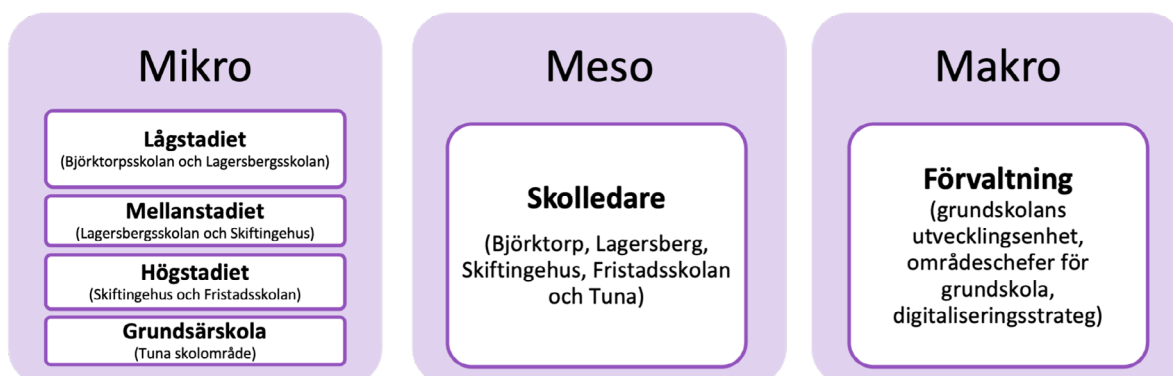 Mikro
Lågstadiet
(Björktorpsskolan och Lagersbergsskolan)
Mellanstadiet
(Lagersbergsskolan och Skiftingehus)
Högstadiet
(Skiftingehus och Fristadsskolan)
Grundsärskola
(Tuna skolområde)
Meso
Skolledare
(Björktorp, Lagersberg,
Skiftingehus, Fristadsskolan
och Tuna)
Makro
Förvaltning
(grundskolans
utvecklingsenhet,
områdeschefer för
grundskola,
digitaliseringsstrateg)